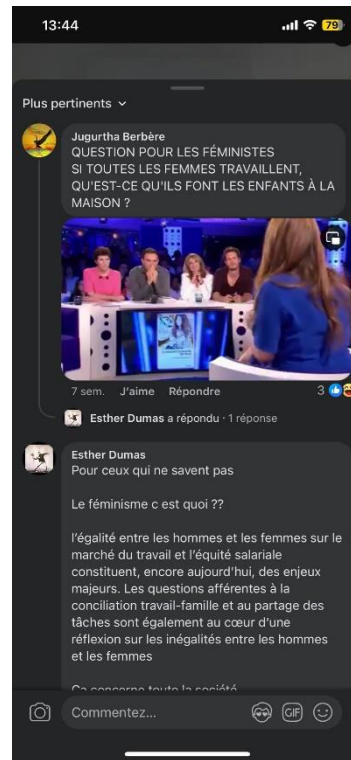 13:44
79
Plus pertinents
Jugurtha Berbère
QUESTION POUR LES FÉMINISTES
SI TOUTES LES FEMMES TRAVAILLENT,
QU'EST-CE QU'ILS FONT LES ENFANTS À LA
MAISON ?
7 sem. J'aime Répondre 3
Esther Dumas a répondu · 1 réponse
Esther Dumas
Pour ceux qui ne savent pas
Le féminisme c est quoi ??
l'égalité entre les hommes et les femmes sur le
marché du travail et l'équité salariale
constituent, encore aujourd'hui, des enjeux
majeurs. Les questions afférentes à la
conciliation travail-famille et au partage des
tâches sont également au cœur d'une
réflexion sur les inégalités entre les hommes
et les femmes
Ça concerne toute la société
Commentez...
GIF